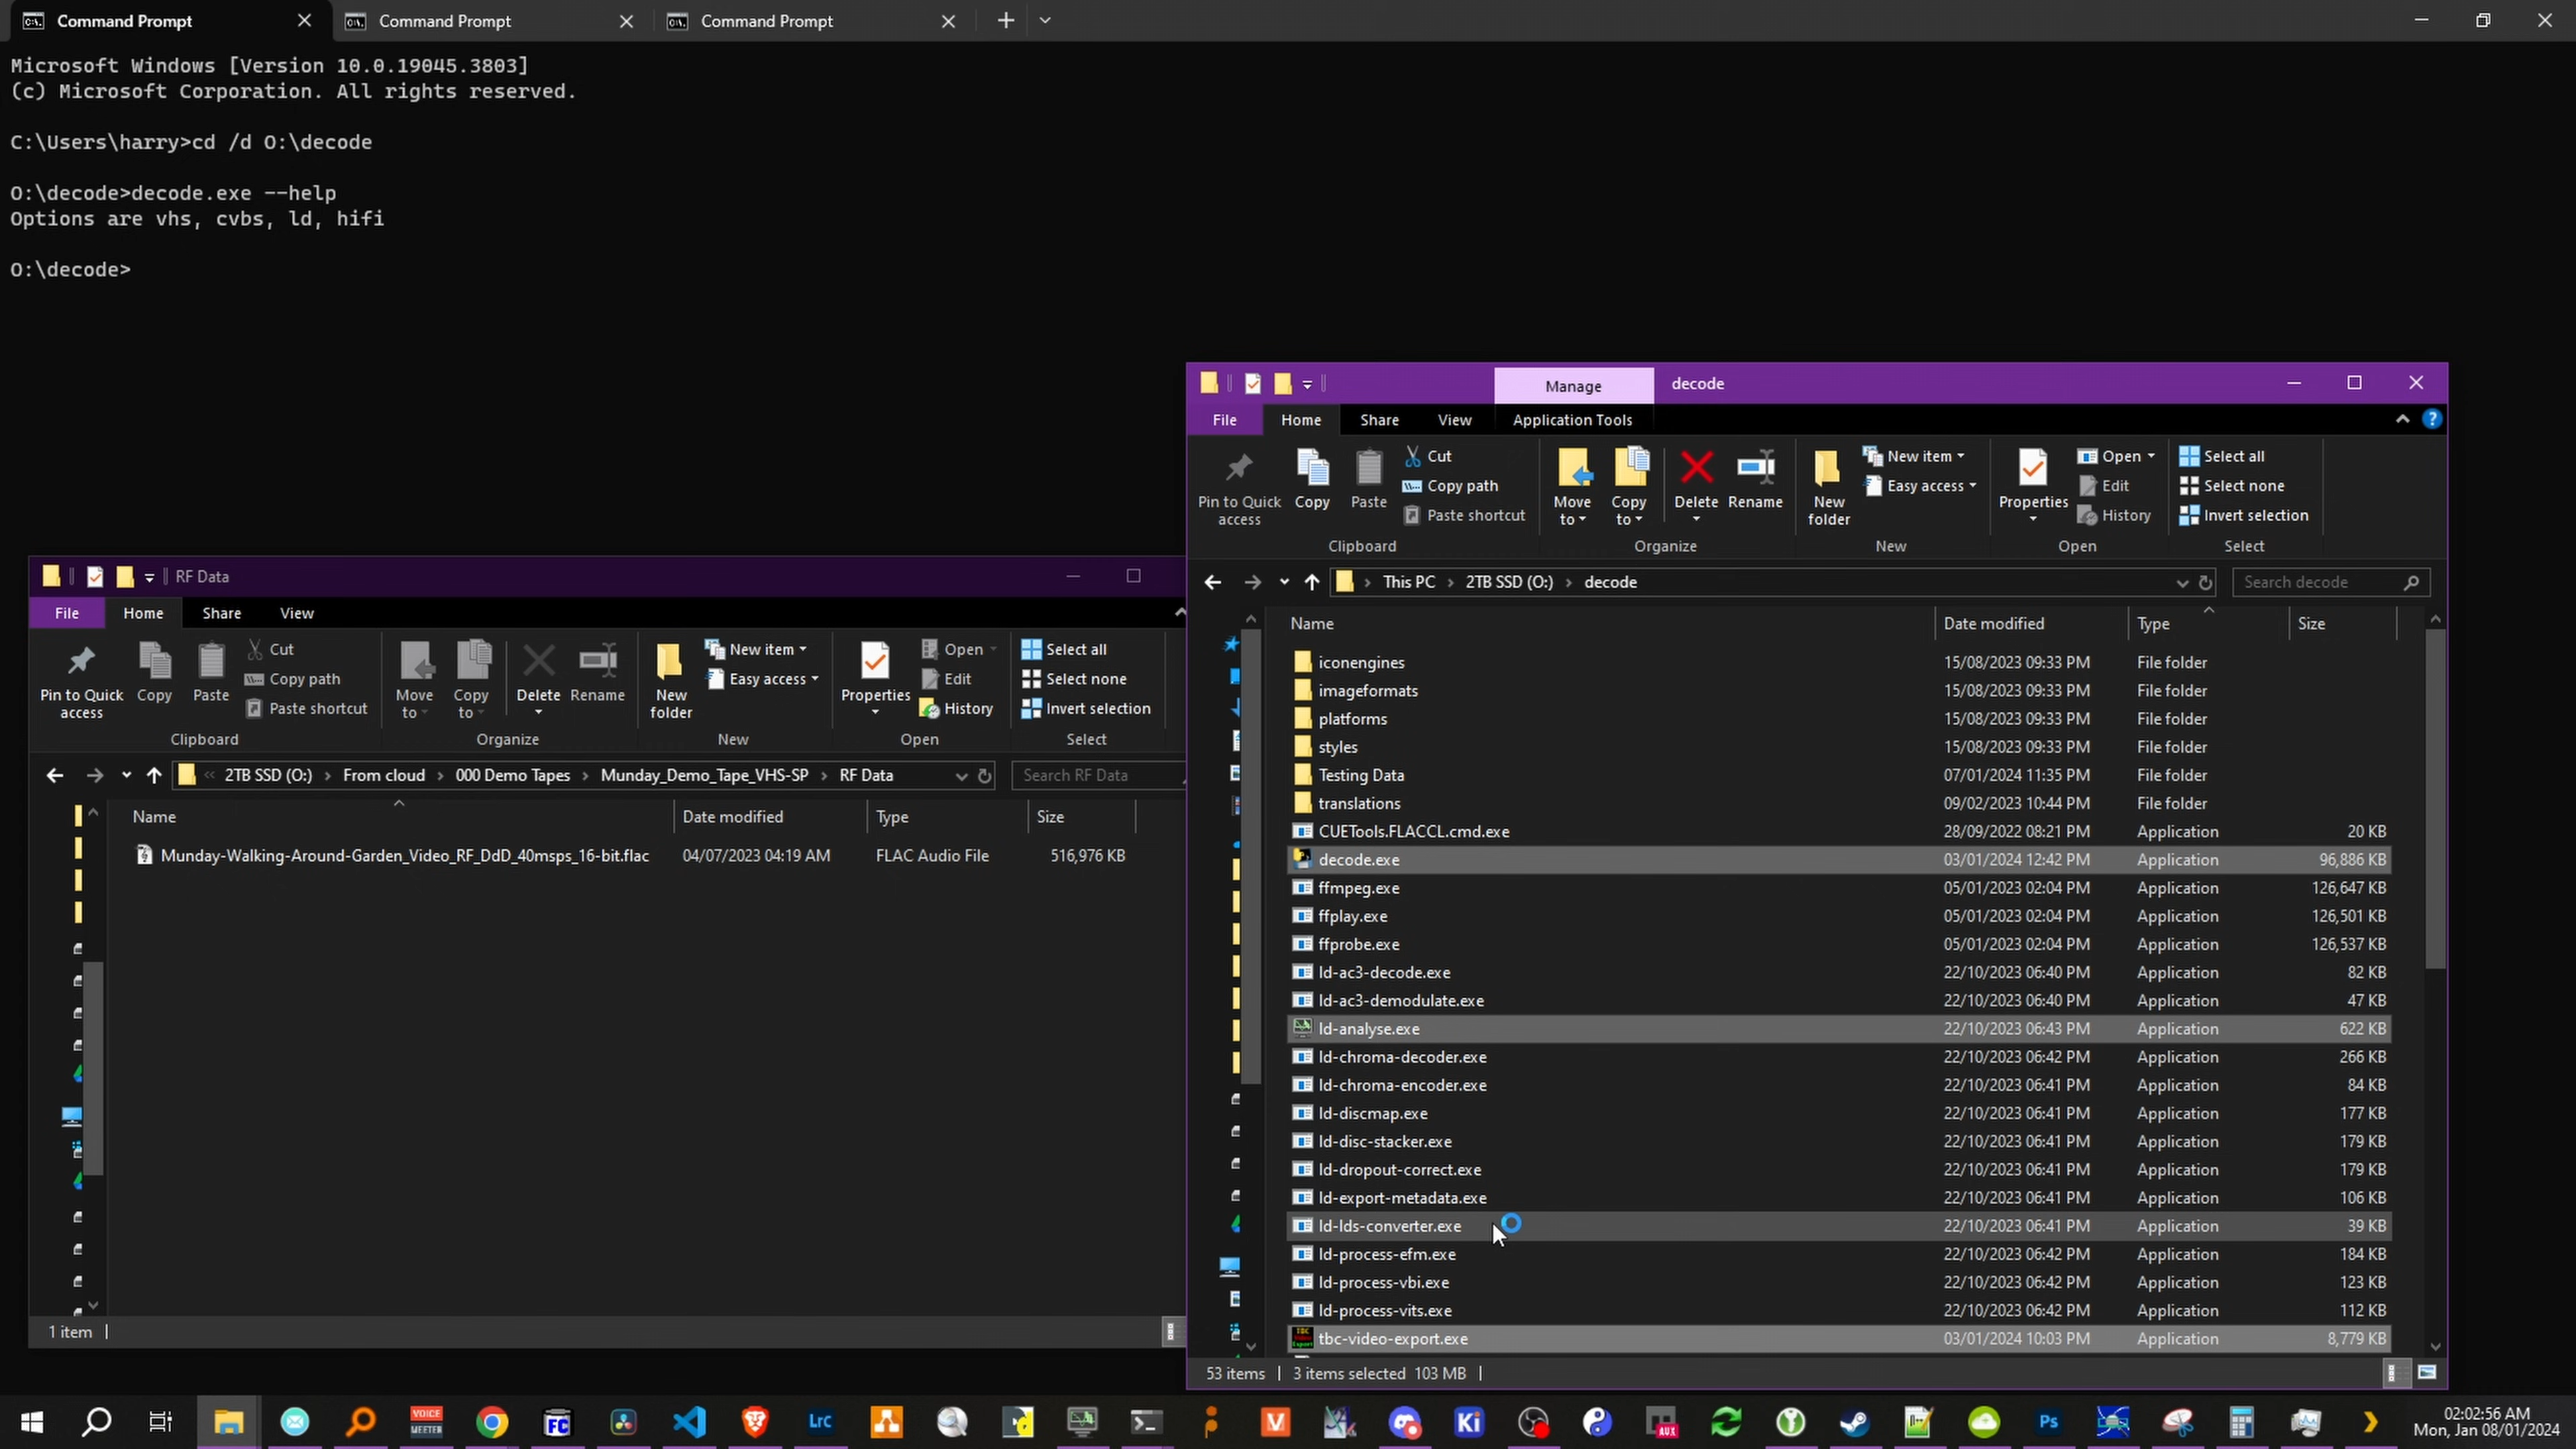 Command Prompt
Command Prompt
Command Prompt
Microsoft Windows [Version 10.0.19045.3803]
(c) Microsoft Corporation. All rights reserved.
C:\Users\harry>cd /d O:\decode
O:\decode>decode.exe --help
Options are vhs, cvbs, ld, hifi
O:\decode>
Manage
decode
File Home Share View Application Tools
Pin to Quick access
Copy
Paste
Cut
Copy path
Paste shortcut
Move to
Copy to
Delete
Rename
New folder
New item
Easy access
Properties
Open
Edit
History
Select all
Select none
Invert selection
Clipboard Organize New Open Select
This PC > 2TB SSD (O:) > decode
Search decode
Name Date modified Type Size
iconengines 15/08/2023 09:33 PM File folder
imageformats 15/08/2023 09:33 PM File folder
platforms 15/08/2023 09:33 PM File folder
styles 15/08/2023 09:33 PM File folder
Testing Data 07/01/2024 11:35 PM File folder
translations 09/02/2023 10:44 PM File folder
CUETools.FLACCL.cmd.exe 28/09/2022 08:21 PM Application 20 KB
decode.exe 03/01/2024 12:42 PM Application 96,886 KB
ffmpeg.exe 05/01/2023 02:04 PM Application 126,647 KB
ffplay.exe 05/01/2023 02:04 PM Application 126,501 KB
ffprobe.exe 05/01/2023 02:04 PM Application 126,537 KB
ld-ac3-decode.exe 22/10/2023 06:40 PM Application 82 KB
ld-ac3-demodulate.exe 22/10/2023 06:40 PM Application 47 KB
ld-analyse.exe 22/10/2023 06:43 PM Application 622 KB
ld-chroma-decoder.exe 22/10/2023 06:42 PM Application 266 KB
ld-chroma-encoder.exe 22/10/2023 06:41 PM Application 84 KB
ld-discmap.exe 22/10/2023 06:41 PM Application 177 KB
ld-disc-stacker.exe 22/10/2023 06:41 PM Application 179 KB
ld-dropout-correct.exe 22/10/2023 06:41 PM Application 179 KB
ld-export-metadata.exe 22/10/2023 06:41 PM Application 106 KB
ld-lds-converter.exe 22/10/2023 06:41 PM Application 39 KB
ld-process-efm.exe 22/10/2023 06:42 PM Application 184 KB
ld-process-vbi.exe 22/10/2023 06:42 PM Application 123 KB
ld-process-vits.exe 22/10/2023 06:42 PM Application 112 KB
tbc-video-export.exe 03/01/2024 10:03 PM Application 8,779 KB
53 items 3 items selected 103 MB
RF Data
File Home Share View
Pin to Quick access
Copy
Paste
Cut
Copy path
Paste shortcut
Move to
Copy to
Delete
Rename
New folder
New item
Easy access
Properties
Open
Edit
History
Select all
Select none
Invert selection
Clipboard Organize New Open Select
« 2TB SSD (O:) > From cloud > 000 Demo Tapes > Munday_Demo_Tape_VHS-SP > RF Data
Search RF Data
Name Date modified Type Size
Munday-Walking-Around-Garden_Video_RF_DdD_40msps_16-bit.flac 04/07/2023 04:19 AM FLAC Audio File 516,976 KB
1 item
VOICE MEETER
FC
Lrc
M
Ki
AUX
Ps
02:02:56 AM
Mon, Jan 08/01/2024